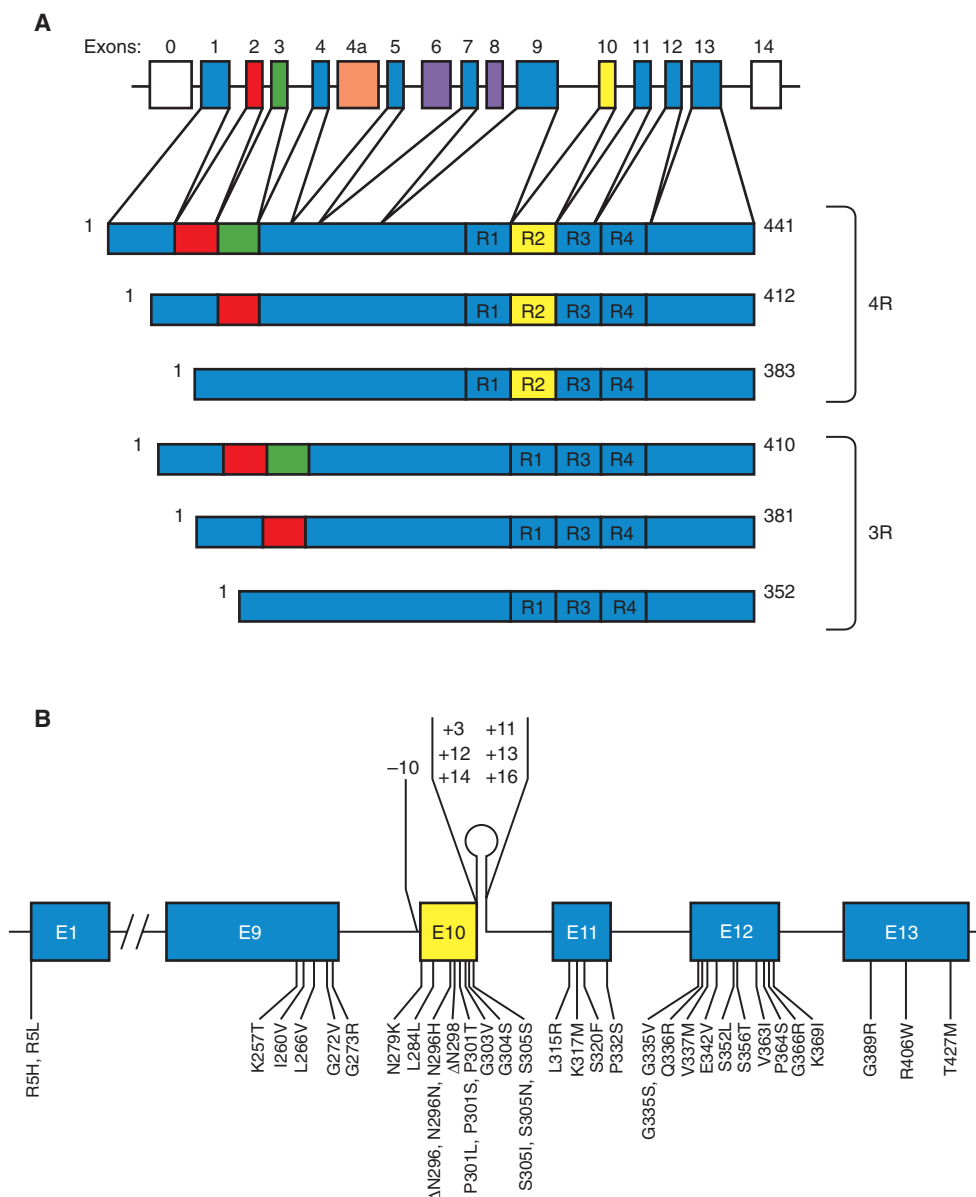 A
Exons: 0 1 2 3 4 4a 5 6 7 8 9 10 11 12 13 14
1 R1 R2 R3 R4 441
1 R1 R2 R3 R4 412
4R
1 R1 R2 R3 R4 383
1 R1 R3 R4 410
1 R1 R3 R4 381
3R
1 R1 R3 R4 352
B
+3 +11
+12 +13
–10 +14 +16
E1 E9 E10 E11 E12 E13
R5H, R5L
K257T
I260V
L266V
G272V
G273R
N279K
L284L
ΔN296, N296N, N296H
ΔN298
P301L, P301S, P301T
G303V
G304S
S305I, S305N, S305S
L315R
K317M
S320F
P332S
G335S, G335V
Q336R
V337M
E342V
S352L
S356T
V363I
P364S
G366R
K369I
G389R
R406W
T427M